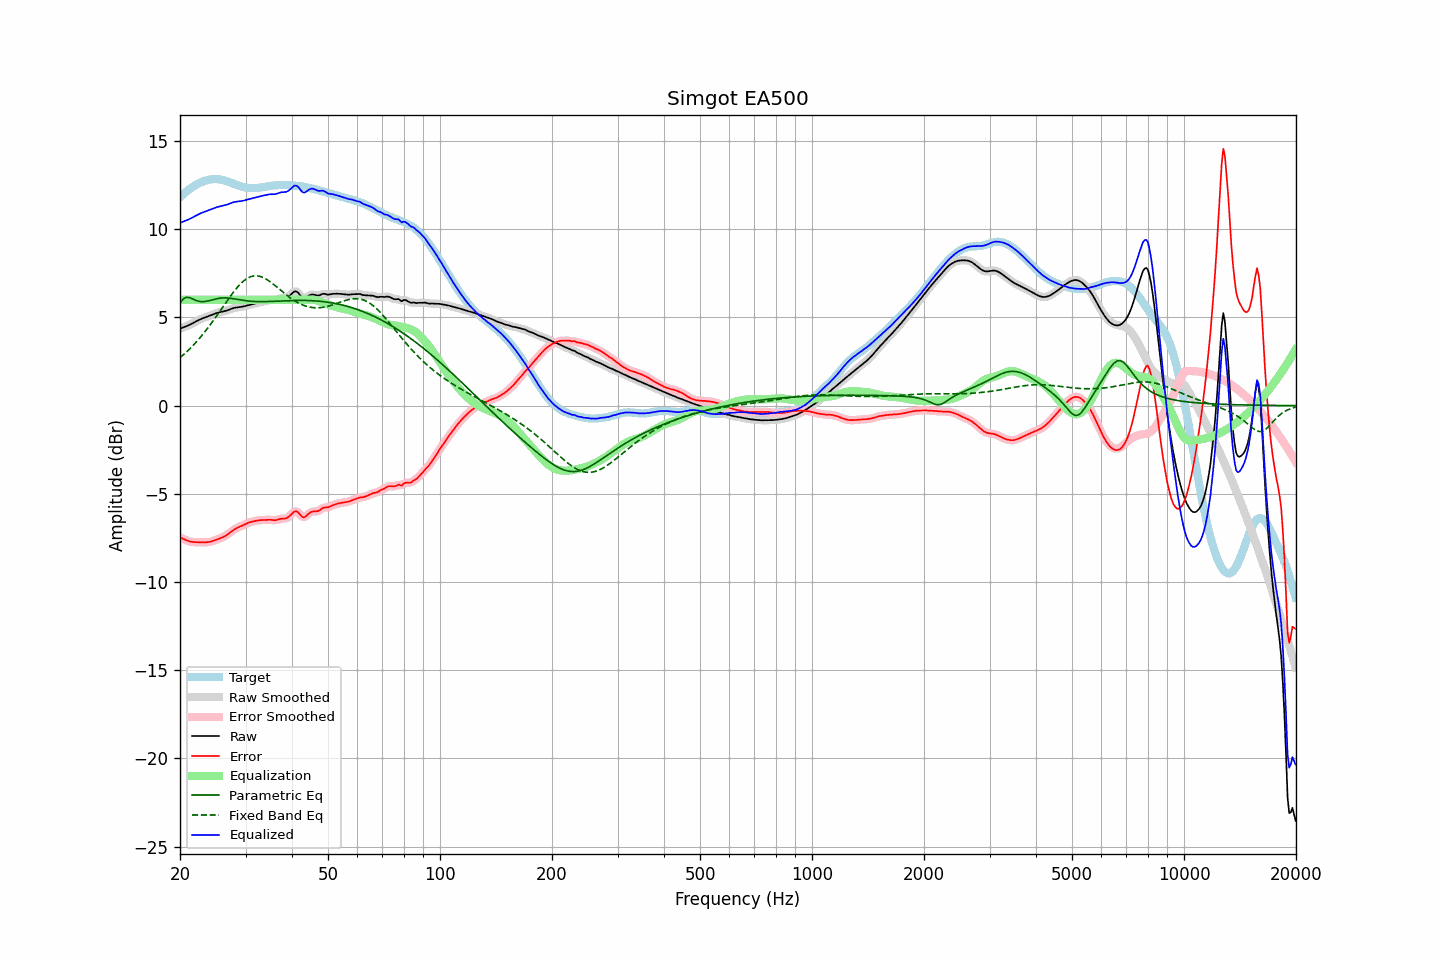 Simgot EA500
Amplitude (dBr)
15
10
5
0
−5
−10
−15
−20
−25
Target
Raw Smoothed
Error Smoothed
Raw
Error
Equalization
Parametric Eq
Fixed Band Eq
Equalized
20 50 100 200 500 1000 2000 5000 10000 20000
Frequency (Hz)